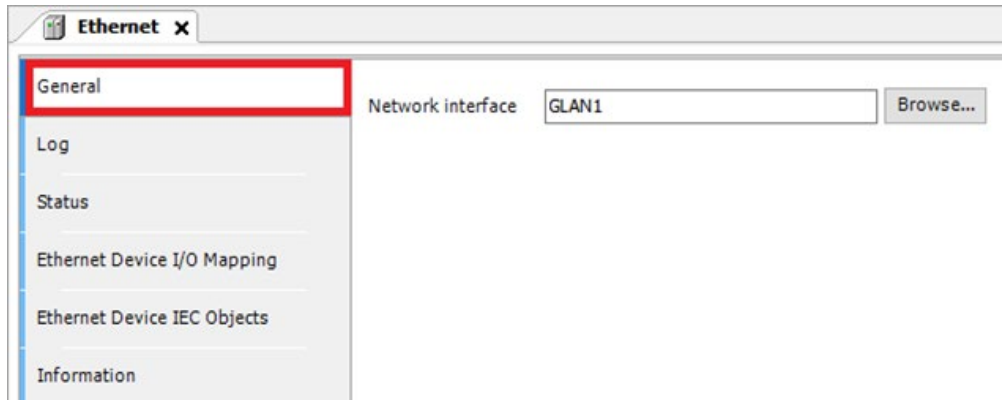 Ethernet
General
Network interface GLAN1 Browse...
Log
Status
Ethernet Device I/O Mapping
Ethernet Device IEC Objects
Information